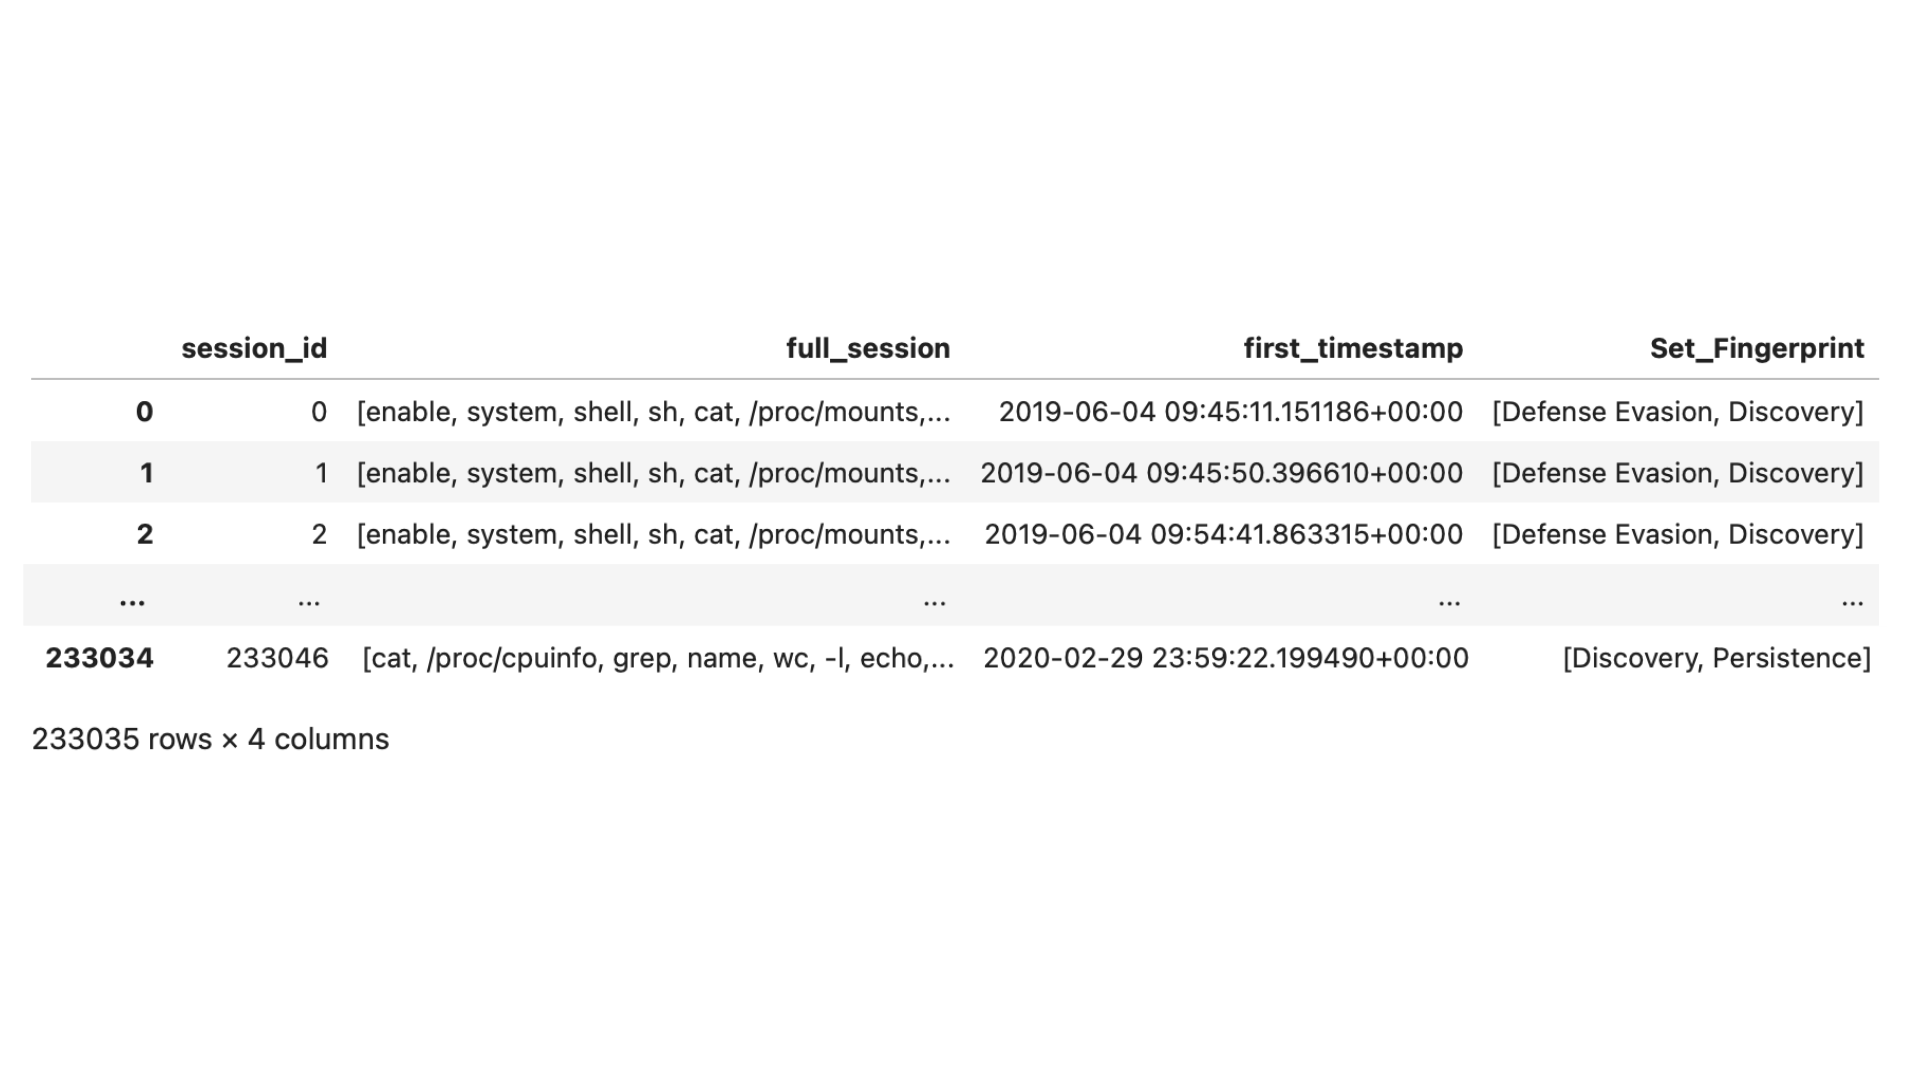 session_id full_session first_timestamp Set_Fingerprint
0 0 [enable, system, shell, sh, cat, /proc/mounts,... 2019-06-04 09:45:11.151186+00:00 [Defense Evasion, Discovery]
1 1 [enable, system, shell, sh, cat, /proc/mounts,... 2019-06-04 09:45:50.396610+00:00 [Defense Evasion, Discovery]
2 2 [enable, system, shell, sh, cat, /proc/mounts,... 2019-06-04 09:54:41.863315+00:00 [Defense Evasion, Discovery]
... ... ... ... ...
233034 233046 [cat, /proc/cpuinfo, grep, name, wc, -l, echo,... 2020-02-29 23:59:22.199490+00:00 [Discovery, Persistence]
233035 rows × 4 columns